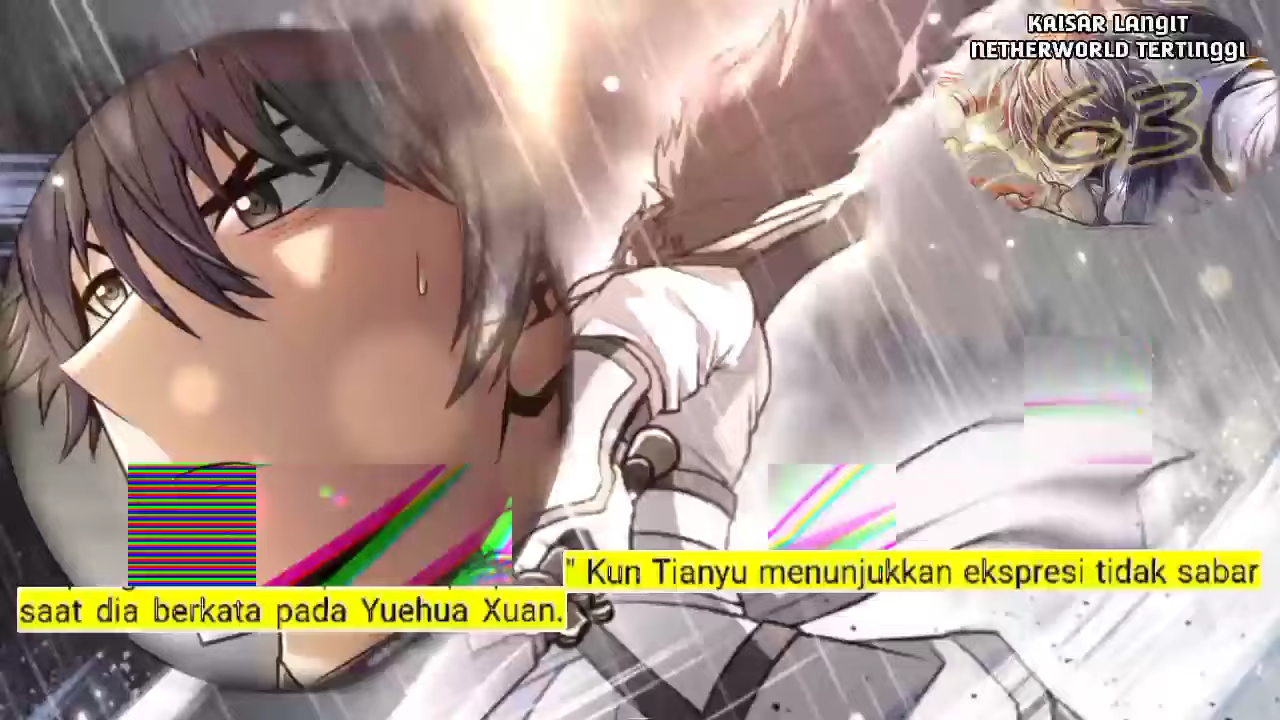 KAISAR LANGIT
NETHERWORLD TERTINGGI
63
" Kun Tianyu menunjukkan ekspresi tidak sabar
saat dia berkata pada Yuehua Xuan.